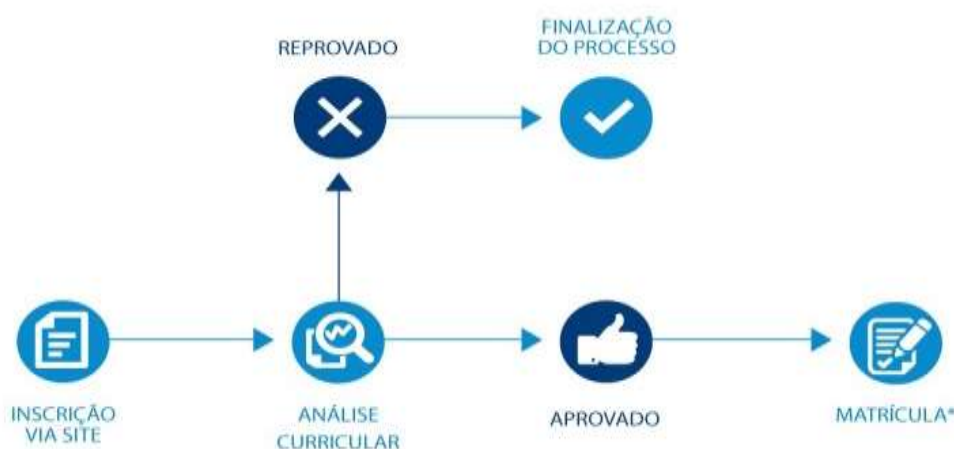 FINALIZAÇÃO
DO PROCESSO
REPROVADO
INSCRIÇÃO
VIA SITE
ANÁLISE
CURRICULAR
APROVADO
MATRÍCULA*